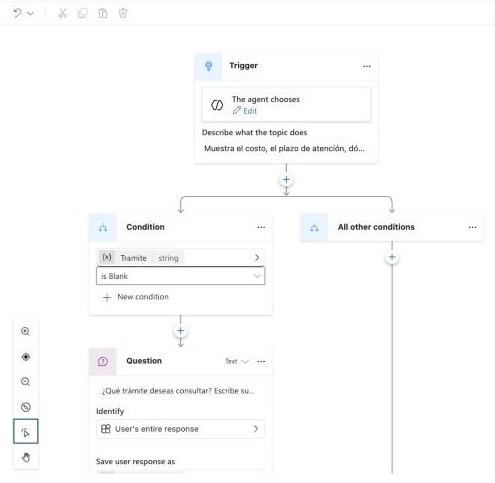 Trigger
The agent chooses
Edit
Describe what the topic does
Muestra el costo, el plazo de atención, dó...
Condition
{x} Tramite string
is Blank
New condition
All other conditions
Question
Text
¿Qué trámite deseas consultar? Escribe su...
Identify
User's entire response
Save user response as